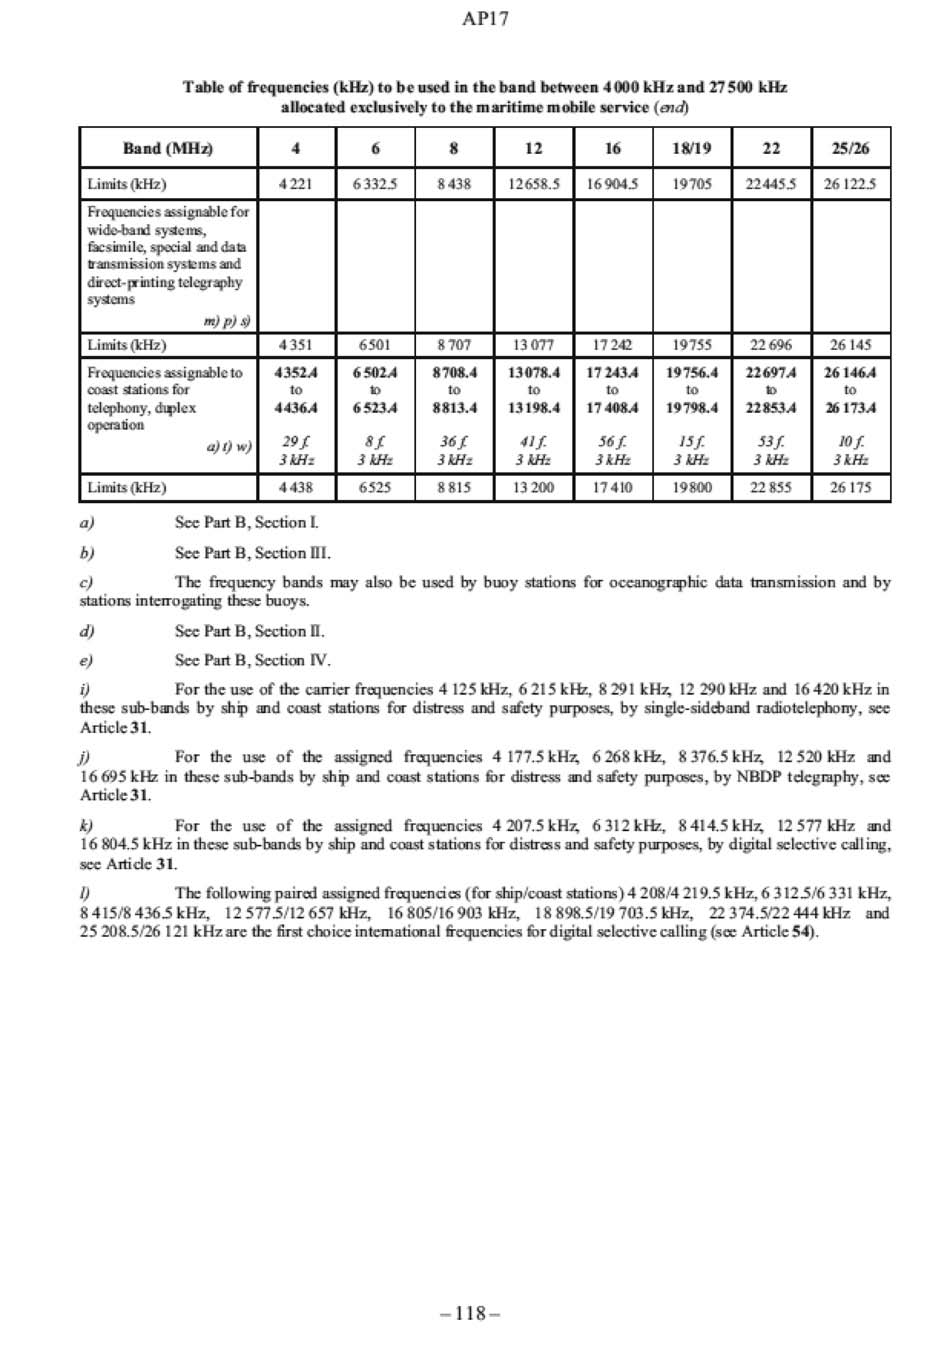 AP17
Table of frequencies (kHz) to be used in the band between 4 000 kHz and 27 500 kHz
allocated exclusively to the maritime mobile service (end)
Band (MHz) 4 6 8 12 16 18/19 22 25/26
Limits (kHz) 4 221 6 332.5 8 438 12 658.5 16 904.5 19 705 22 445.5 26 122.5
Frequencies assignable for
wide-band systems,
facsimile, special and data
transmission systems and
direct-printing telegraphy
systems
m) p) s)
Limits (kHz) 4 351 6 501 8 707 13 077 17 242 19 755 22 696 26 145
Frequencies assignable to 4 352.4 6 502.4 8 708.4 13 078.4 17 243.4 19 756.4 22 697.4 26 146.4
coast stations for to to to to to to to to
telephony, duplex 4 436.4 6 523.4 8 813.4 13 198.4 17 408.4 19 798.4 22 853.4 26 173.4
operation
a) t) w) 29 f. 8 f. 36 f. 41 f. 56 f. 15 f. 53 f. 10 f.
3 kHz 3 kHz 3 kHz 3 kHz 3 kHz 3 kHz 3 kHz 3 kHz
Limits (kHz) 4 438 6 525 8 815 13 200 17 410 19 800 22 855 26 175
a) See Part B, Section I.
b) See Part B, Section III.
c) The frequency bands may also be used by buoy stations for oceanographic data transmission and by
stations interrogating these buoys.
d) See Part B, Section II.
e) See Part B, Section IV.
i) For the use of the carrier frequencies 4 125 kHz, 6 215 kHz, 8 291 kHz, 12 290 kHz and 16 420 kHz in
these sub-bands by ship and coast stations for distress and safety purposes, by single-sideband radiotelephony, see
Article 31.
j) For the use of the assigned frequencies 4 177.5 kHz, 6 268 kHz, 8 376.5 kHz, 12 520 kHz and
16 695 kHz in these sub-bands by ship and coast stations for distress and safety purposes, by NBDP telegraphy, see
Article 31.
k) For the use of the assigned frequencies 4 207.5 kHz, 6 312 kHz, 8 414.5 kHz, 12 577 kHz and
16 804.5 kHz in these sub-bands by ship and coast stations for distress and safety purposes, by digital selective calling,
see Article 31.
l) The following paired assigned frequencies (for ship/coast stations) 4 208/4 219.5 kHz, 6 312.5/6 331 kHz,
8 415/8 436.5 kHz, 12 577.5/12 657 kHz, 16 805/16 903 kHz, 18 898.5/19 703.5 kHz, 22 374.5/22 444 kHz and
25 208.5/26 121 kHz are the first choice international frequencies for digital selective calling (see Article 54).
– 118 –